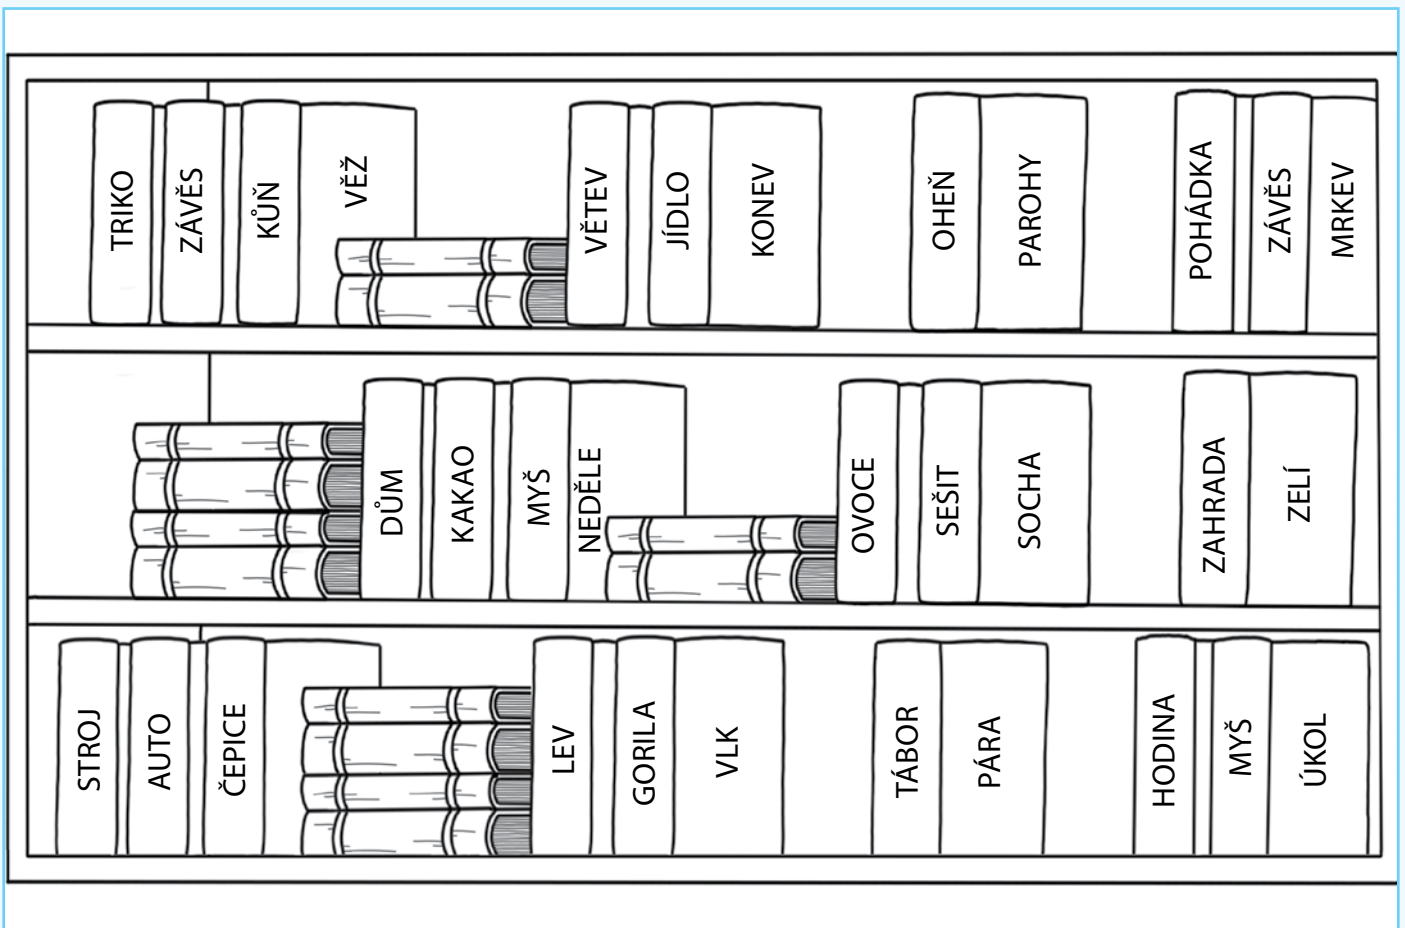 TRIKO
ZÁVĚS
KŮŇ
VĚŽ
VĚTEV
JÍDLO
KONEV
OHEŇ
PAROHY
POHÁDKA
ZÁVĚS
MRKEV
DŮM
KAKAO
MYŠ
NEDĚLE
OVOCE
SEŠIT
SOCHA
ZAHRADA
ZELÍ
STROJ
AUTO
ČEPICE
LEV
GORILA
VLK
TÁBOR
PÁRA
HODINA
MYŠ
ÚKOL